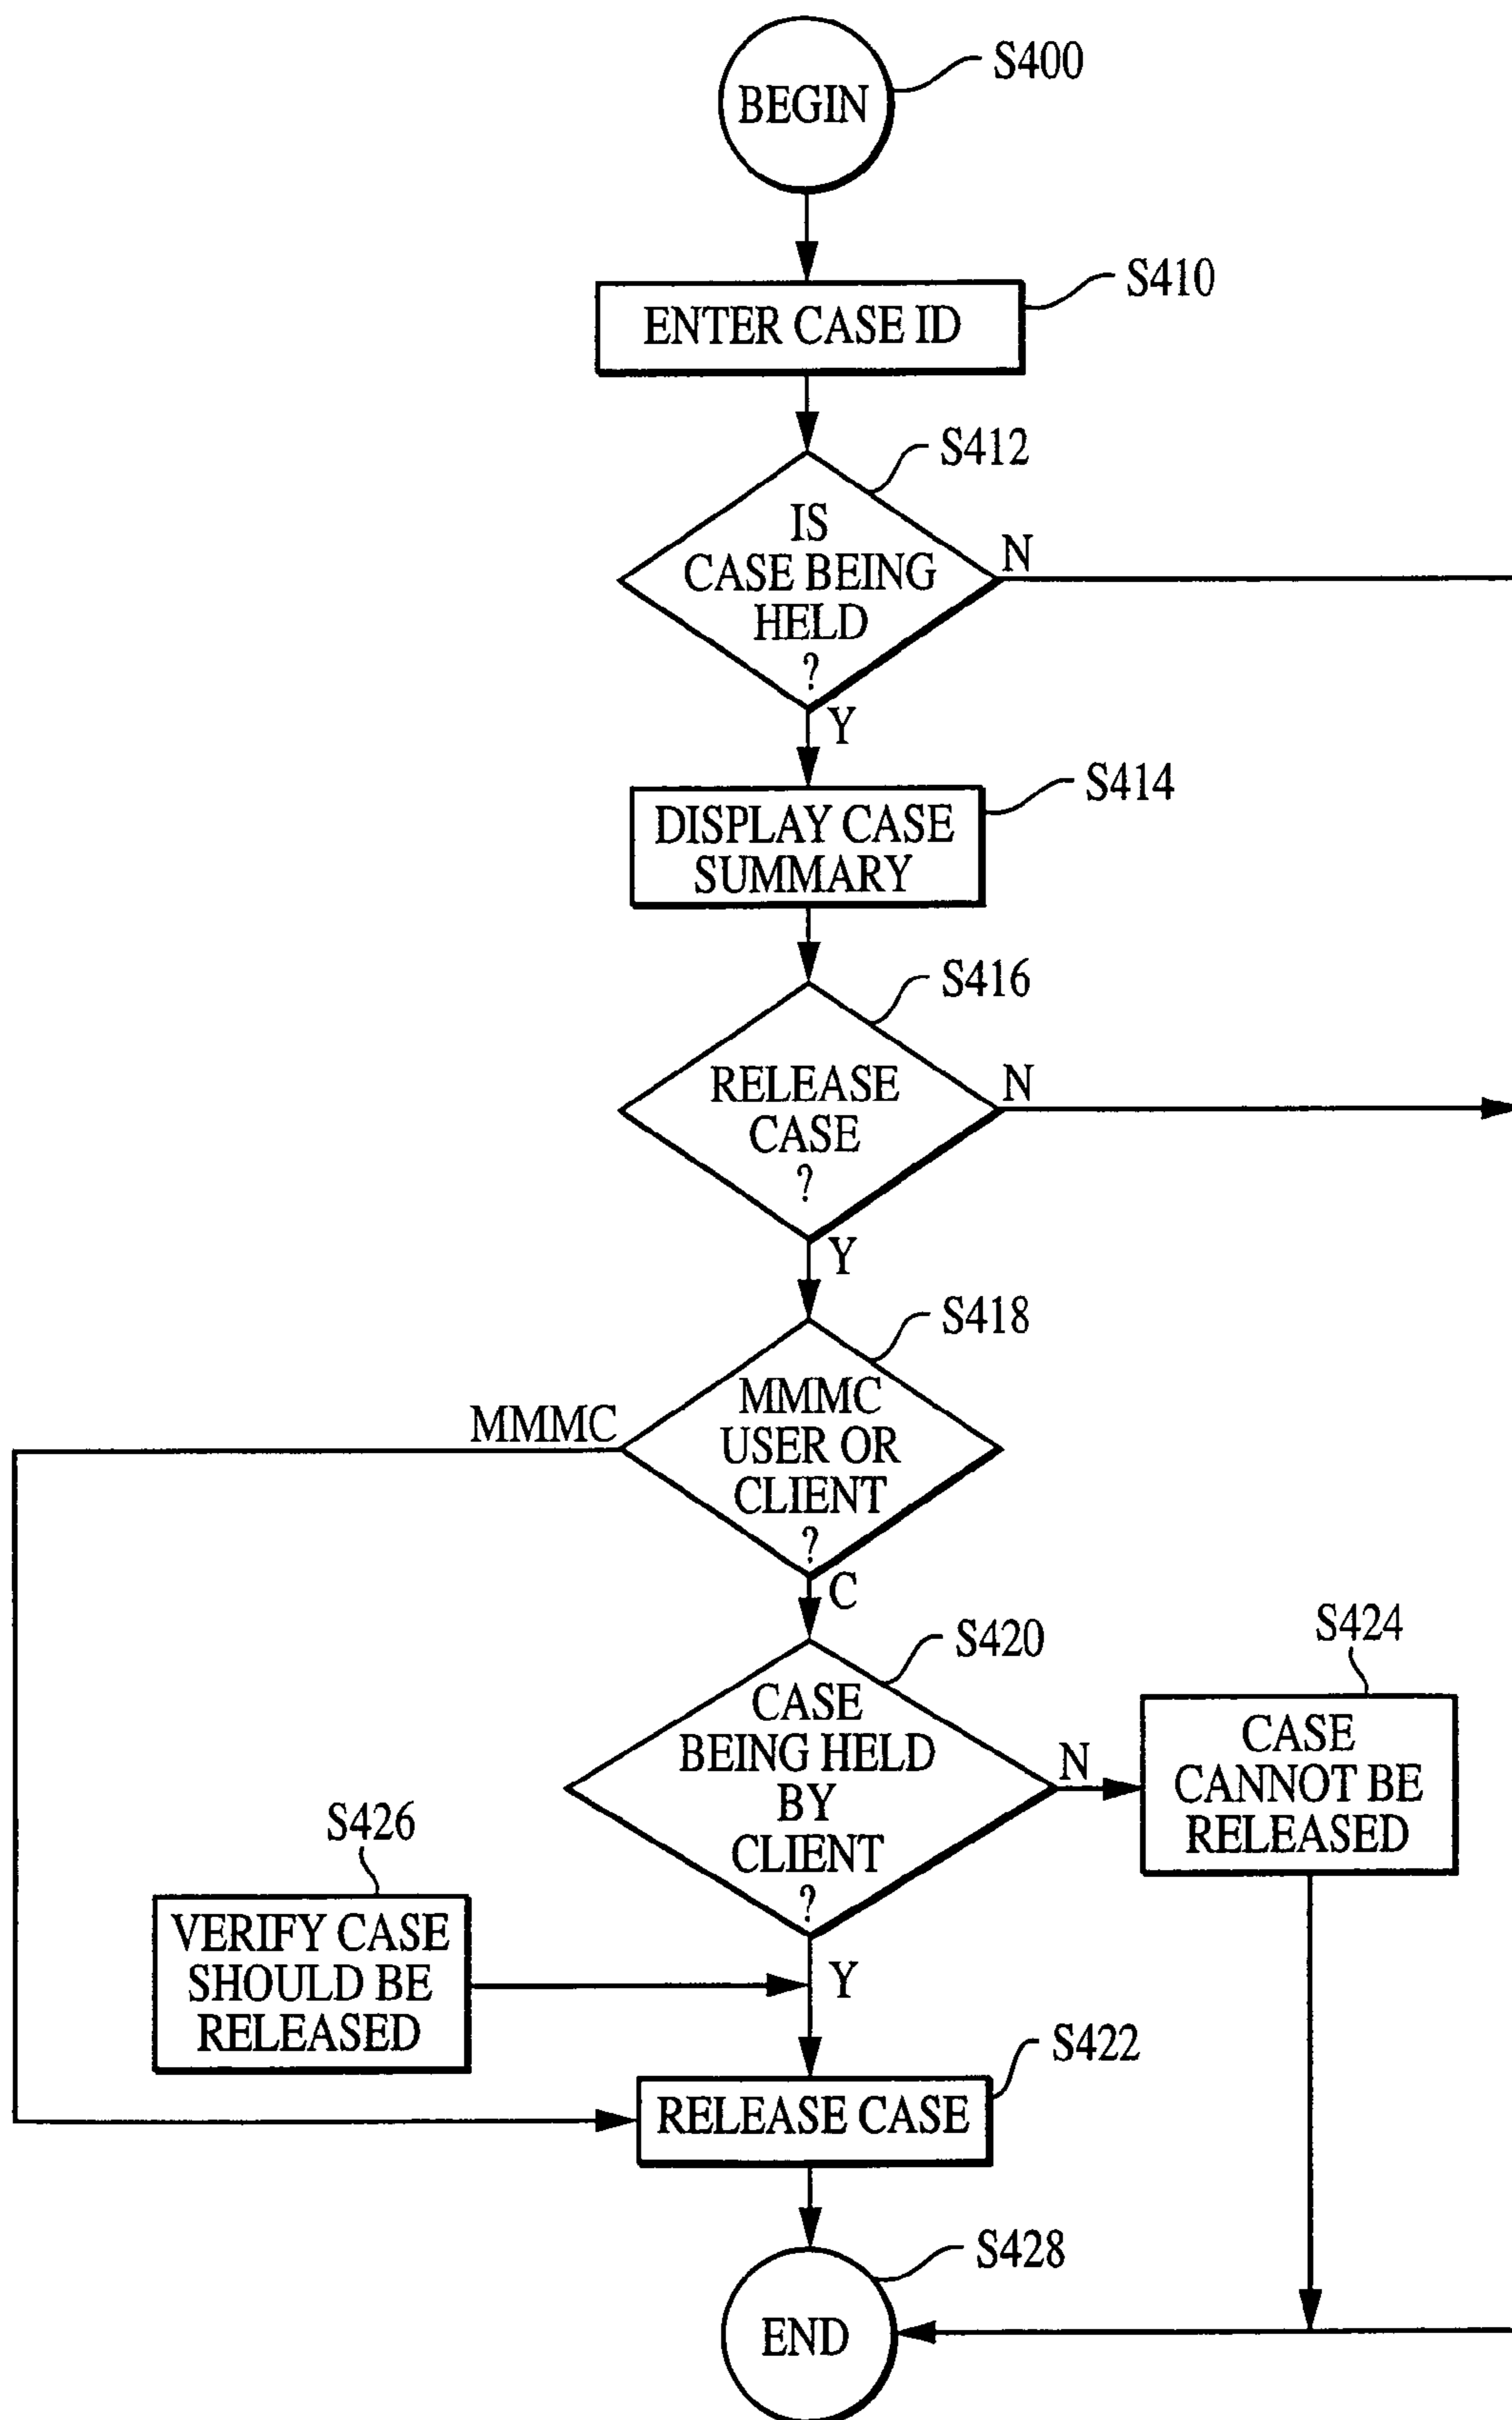 S400
BEGIN
S410
ENTER CASE ID
S412
IS
CASE BEING
HELD
?
N
Y
S414
DISPLAY CASE
SUMMARY
S416
RELEASE
CASE
?
N
Y
S418
MMMC
USER OR
CLIENT
?
MMMC
C
S420
CASE
BEING HELD
BY
CLIENT
?
N
S424
CASE
CANNOT BE
RELEASED
S426
VERIFY CASE
SHOULD BE
RELEASED
Y
S422
RELEASE CASE
S428
END